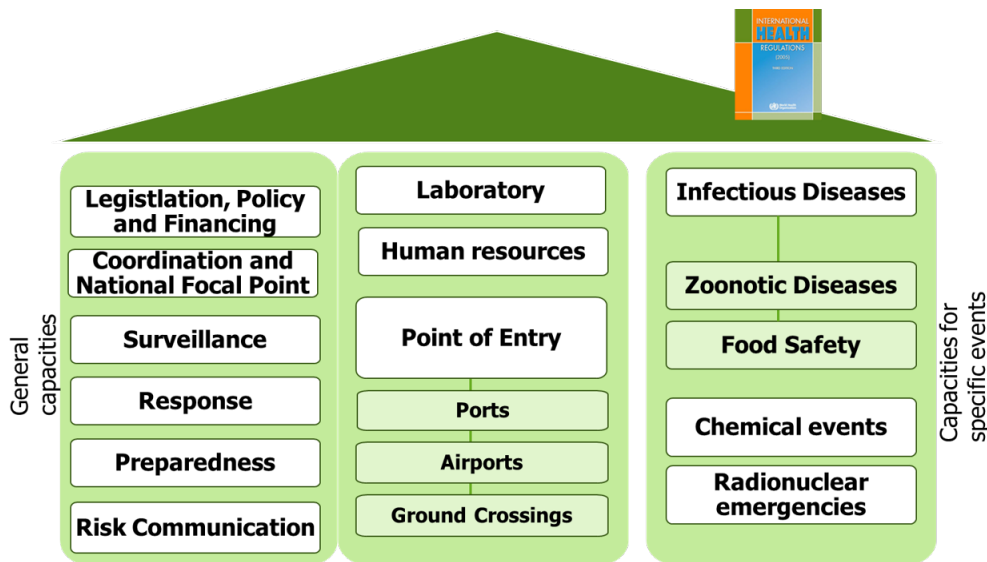 INTERNATIONAL
HEALTH
REGULATIONS
(2005)
General
capacities
Legistlation, Policy
and Financing
Coordination and
National Focal Point
Surveillance
Response
Preparedness
Risk Communication
Laboratory
Human resources
Point of Entry
Ports
Airports
Ground Crossings
Infectious Diseases
Zoonotic Diseases
Food Safety
Chemical events
Radionuclear
emergencies
Capacities for
specific events